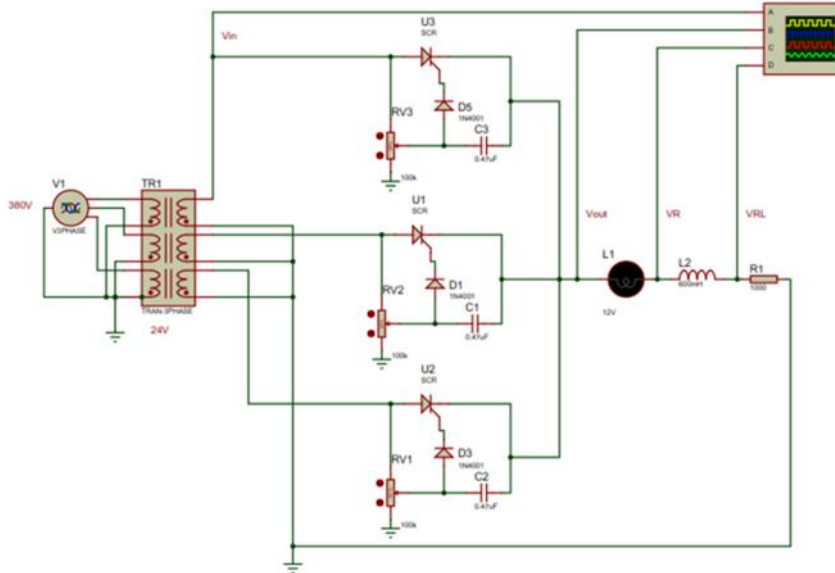 U3
SCR
A
B
C
D
Vin
D5
1N4001
RV3
C3
0.47uF
100k
V1
TR1
380V
V3PHASE
U1
SCR
Vout
VR
VRL
L1
L2
R1
D1
1N4001
RV2
C1
600mH
1000
TRAN-3PHASE
0.47uF
12V
24V
100k
U2
SCR
D3
1N4001
RV1
C2
0.47uF
100k